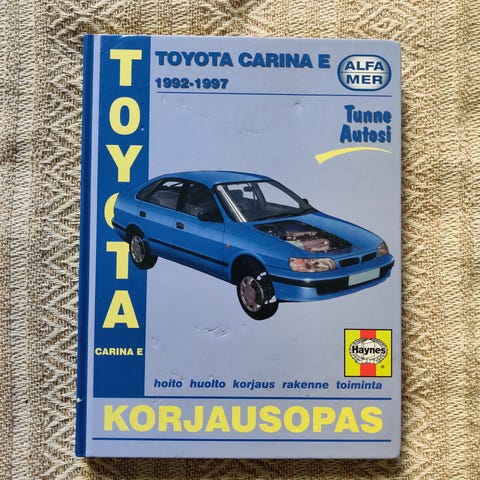 TOYOTA CARINA E
1992-1997
ALFA
MER
Tunne
Autosi
TOYOTA
CARINA E
Haynes
®
hoito huolto korjaus rakenne toiminta
KORJAUSOPAS